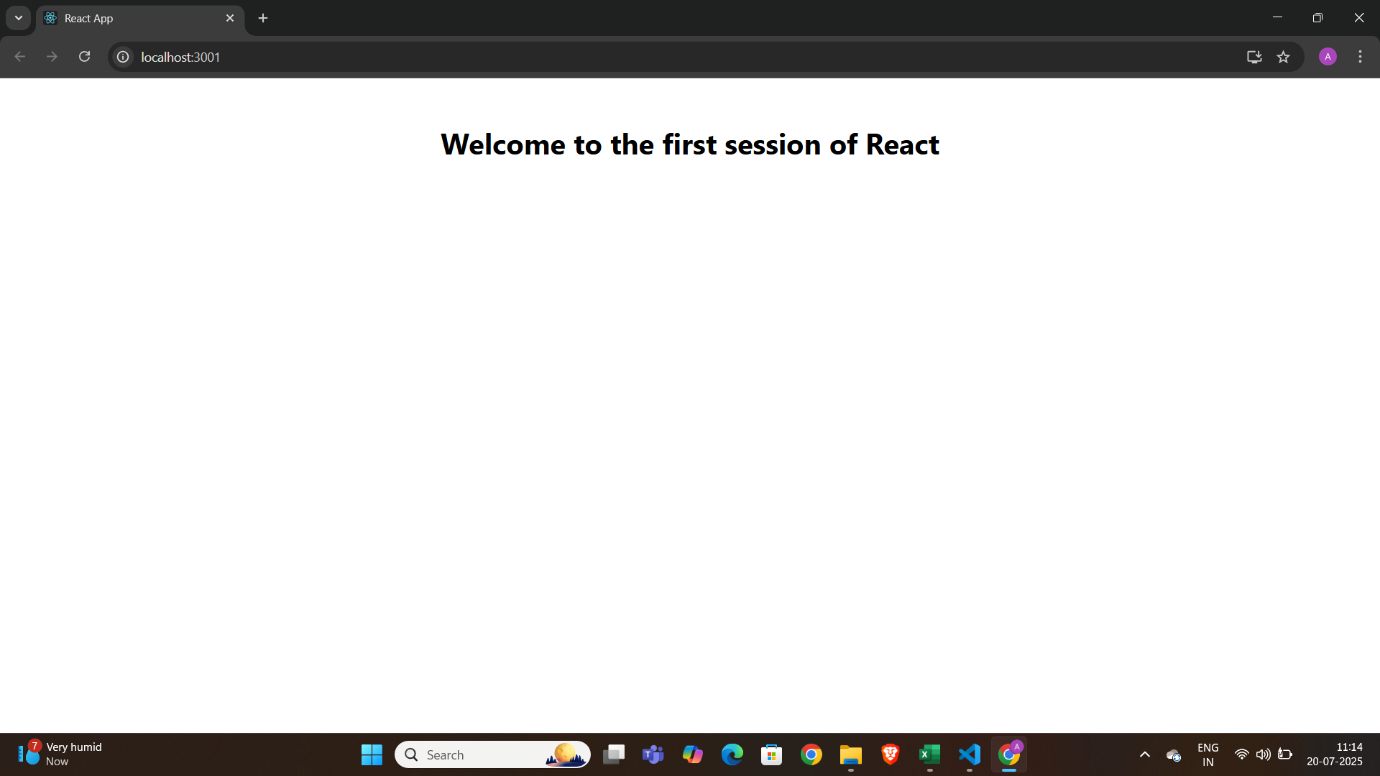 React App
localhost:3001
A
Welcome to the first session of React
7
Very humid
Now
Search
A
ENG
IN
11:14
20-07-2025